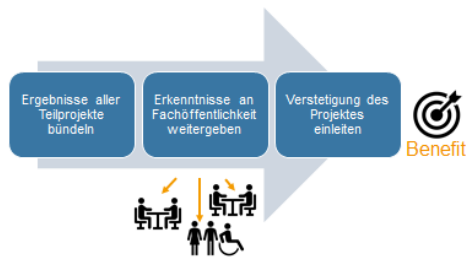 Ergebnisse aller
Teilprojekte
bündeln
Erkenntnisse an
Fachöffentlichkeit
weitergeben
Verstetigung des
Projektes
einleiten
Benefit